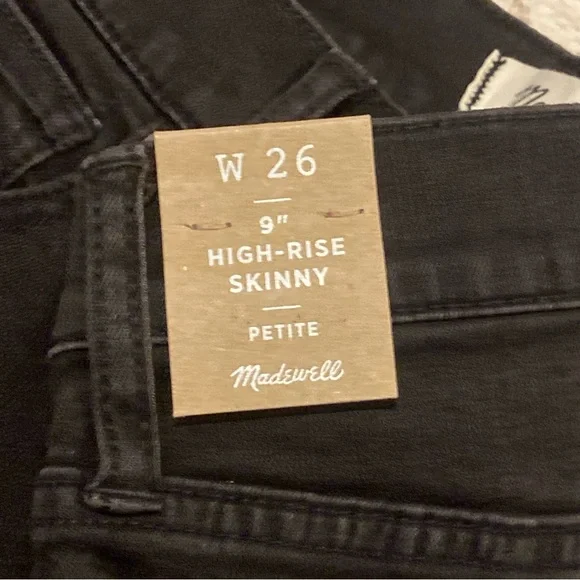 W 26
9"
HIGH-RISE
SKINNY
PETITE
Madewell